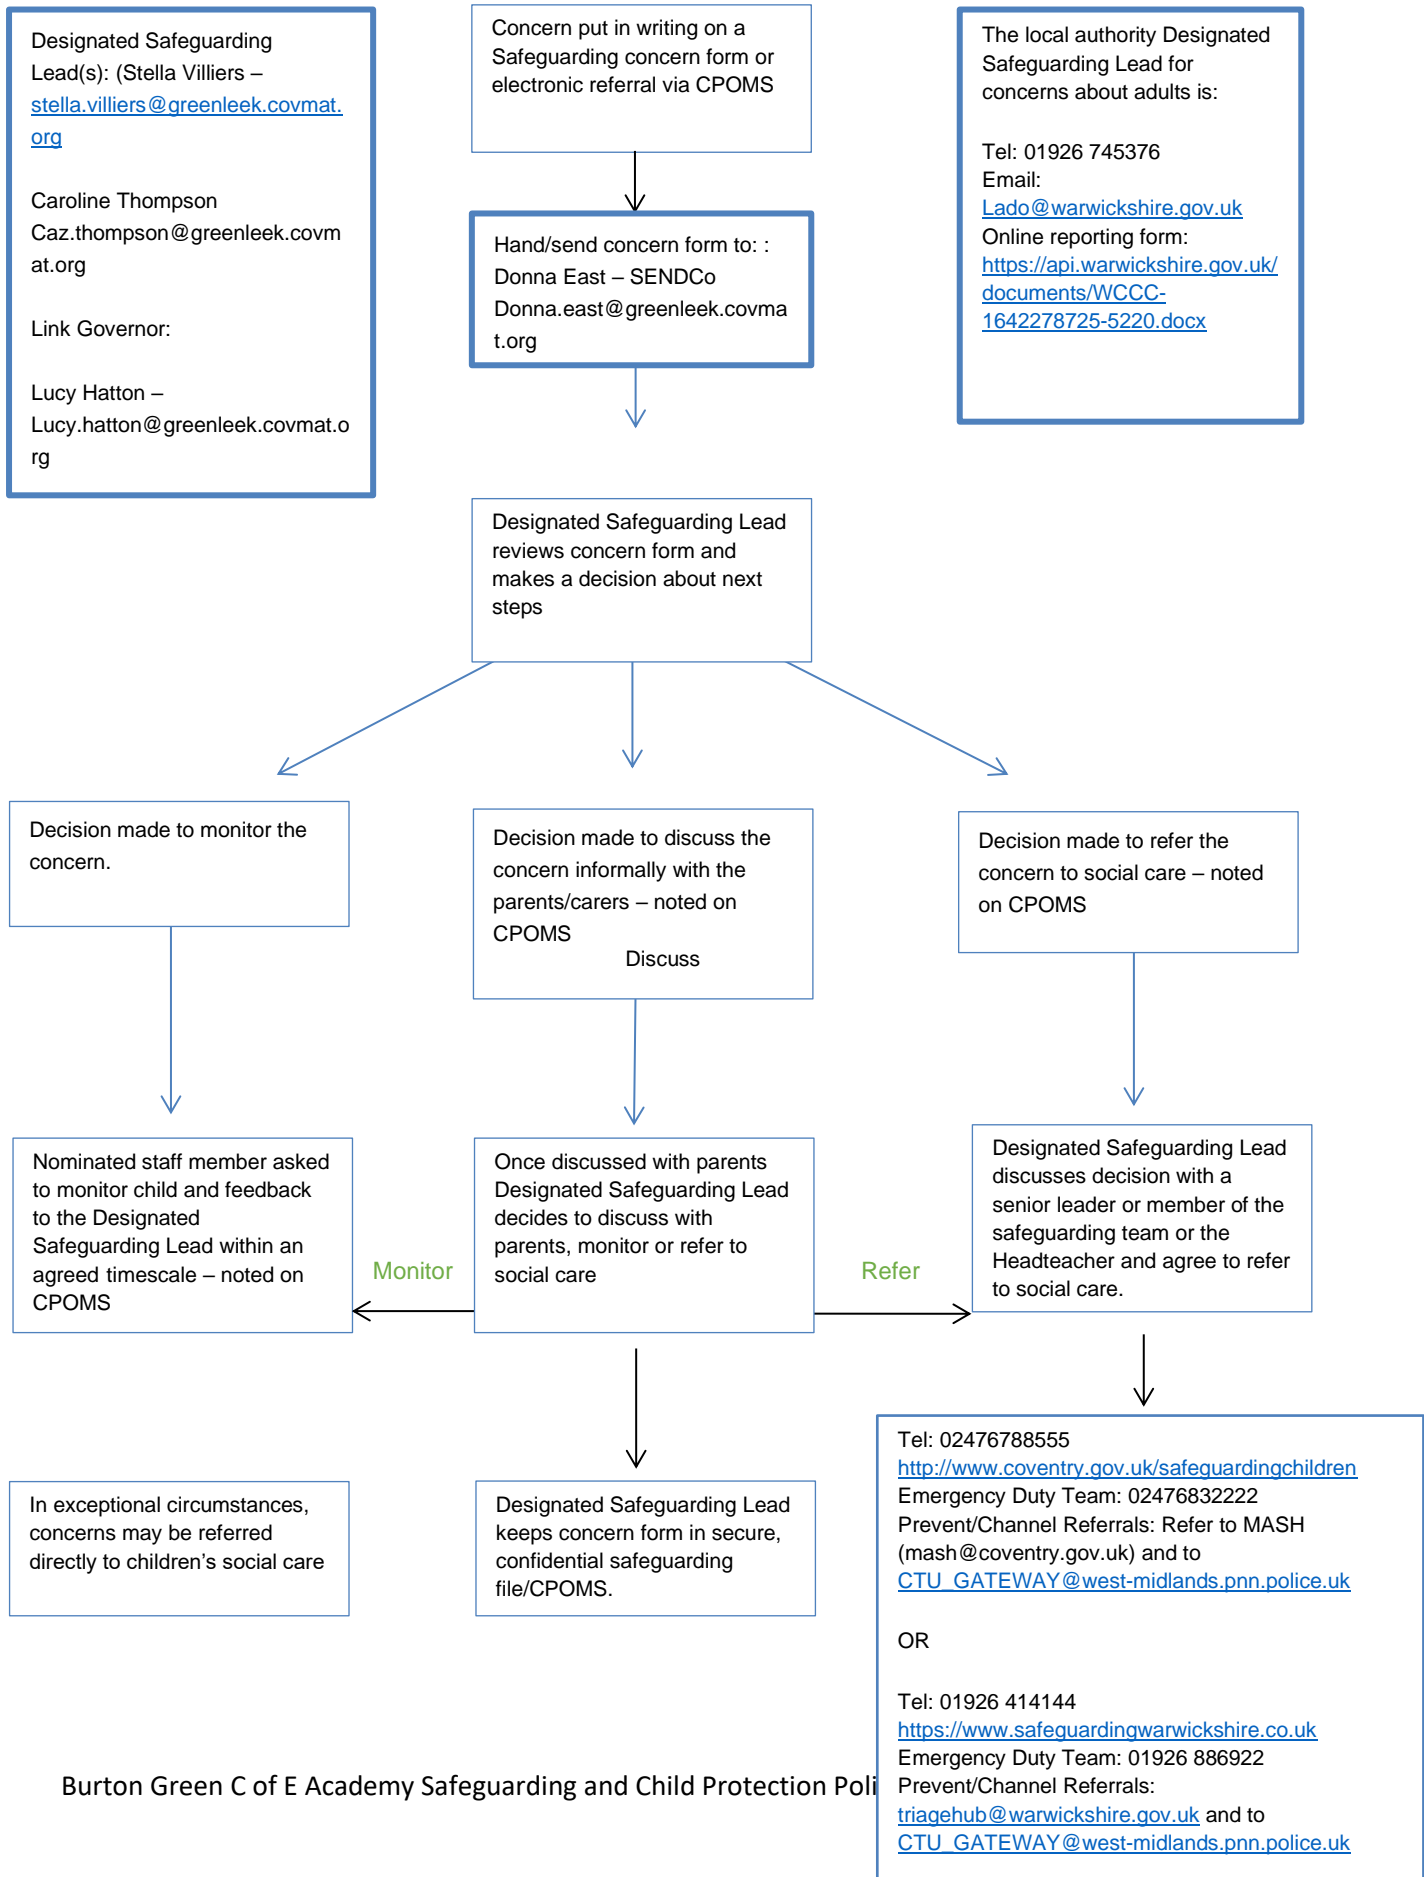 Designated Safeguarding
Lead(s): (Stella Villiers –
stella.villiers@greenleek.covmat.
org
Caroline Thompson
Caz.thompson@greenleek.covm
at.org
Link Governor:
Lucy Hatton –
Lucy.hatton@greenleek.covmat.o
rg
Concern put in writing on a
Safeguarding concern form or
electronic referral via CPOMS
The local authority Designated
Safeguarding Lead for
concerns about adults is:
Tel: 01926 745376
Email:
Lado@warwickshire.gov.uk
Online reporting form:
https://api.warwickshire.gov.uk/
documents/WCCC-
1642278725-5220.docx
Hand/send concern form to: :
Donna East – SENDCo
Donna.east@greenleek.covma
t.org
Designated Safeguarding Lead
reviews concern form and
makes a decision about next
steps
Decision made to monitor the
concern.
Decision made to discuss the
concern informally with the
parents/carers – noted on
CPOMS
Discuss
Decision made to refer the
concern to social care – noted
on CPOMS
Nominated staff member asked
to monitor child and feedback
to the Designated
Safeguarding Lead within an
agreed timescale – noted on
CPOMS
Monitor
Once discussed with parents
Designated Safeguarding Lead
decides to discuss with
parents, monitor or refer to
social care
Refer
Designated Safeguarding Lead
discusses decision with a
senior leader or member of the
safeguarding team or the
Headteacher and agree to refer
to social care.
In exceptional circumstances,
concerns may be referred
directly to children’s social care
Designated Safeguarding Lead
keeps concern form in secure,
confidential safeguarding
file/CPOMS.
Tel: 02476788555
http://www.coventry.gov.uk/safeguardingchildren
Emergency Duty Team: 02476832222
Prevent/Channel Referrals: Refer to MASH
(mash@coventry.gov.uk) and to
CTU_GATEWAY@west-midlands.pnn.police.uk
OR
Tel: 01926 414144
https://www.safeguardingwarwickshire.co.uk
Emergency Duty Team: 01926 886922
Prevent/Channel Referrals:
triagehub@warwickshire.gov.uk and to
CTU_GATEWAY@west-midlands.pnn.police.uk
Burton Green C of E Academy Safeguarding and Child Protection Poli